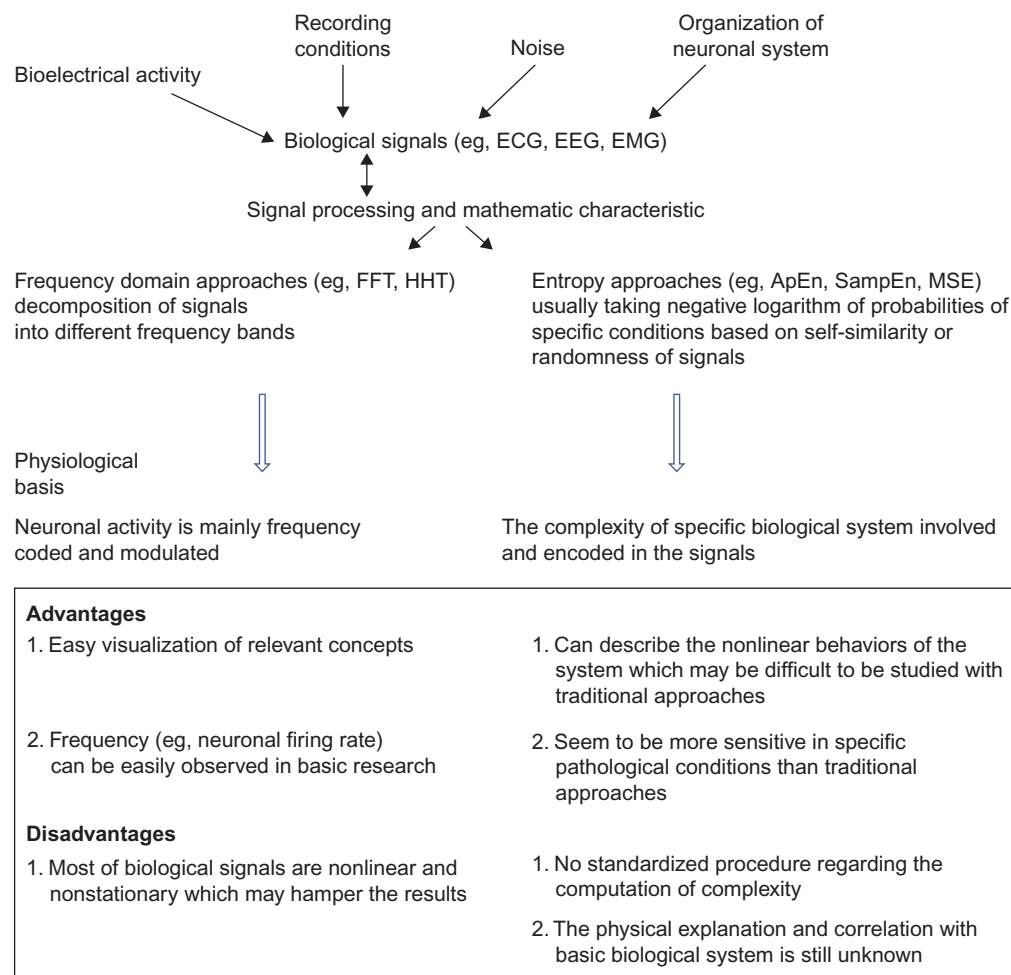 Recording
conditions
Noise
Organization of
neuronal system
Bioelectrical activity
Biological signals (eg, ECG, EEG, EMG)
Signal processing and mathematic characteristic
Frequency domain approaches (eg, FFT, HHT)
decomposition of signals
into different frequency bands
Entropy approaches (eg, ApEn, SampEn, MSE)
usually taking negative logarithm of probabilities of
specific conditions based on self-similarity or
randomness of signals
Physiological
basis
Neuronal activity is mainly frequency
coded and modulated
The complexity of specific biological system involved
and encoded in the signals
Advantages
1. Easy visualization of relevant concepts
2. Frequency (eg, neuronal firing rate)
can be easily observed in basic research
1. Can describe the nonlinear behaviors of the
system which may be difficult to be studied with
traditional approaches
2. Seem to be more sensitive in specific
pathological conditions than traditional
approaches
Disadvantages
1. Most of biological signals are nonlinear and
nonstationary which may hamper the results
1. No standardized procedure regarding the
computation of complexity
2. The physical explanation and correlation with
basic biological system is still unknown